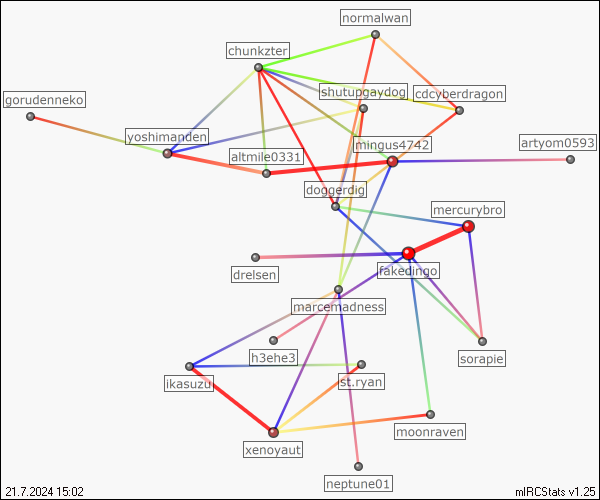 normalwan
chunkzter
shutupgaydog
cdcyberdragon
gorudenneko
yoshimanden
mingus4742
artyom0593
altmile0331
doggerdig
mercurybro
drelsen
fakedingo
marcemadness
h3ehe3
sorapie
ikasuzu
st.ryan
moonraven
xenoyaut
neptune01
21.7.2024 15:02
mIRCStats v1.25